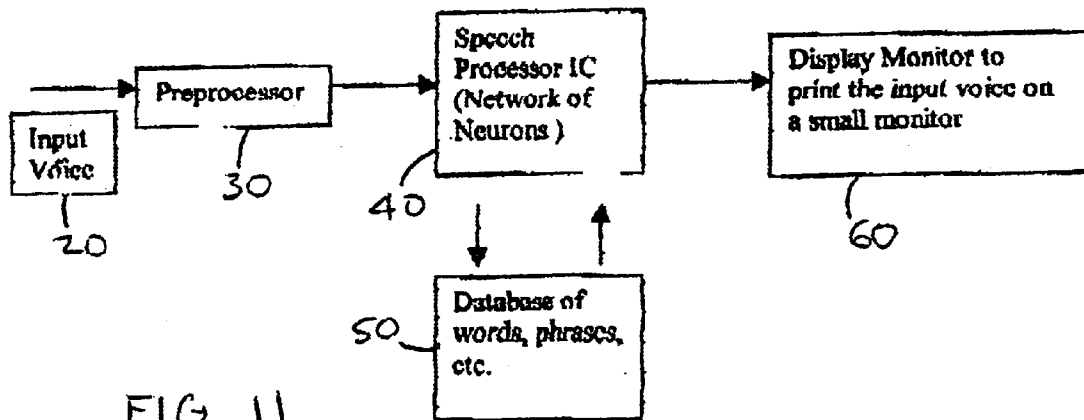 Input
Voice
20
Preprocessor
30
Speech
Processor IC
(Network of
Neurons )
40
Database of
words, phrases,
etc.
50
Display Monitor to
print the input voice on
a small monitor
60
FIG. 11